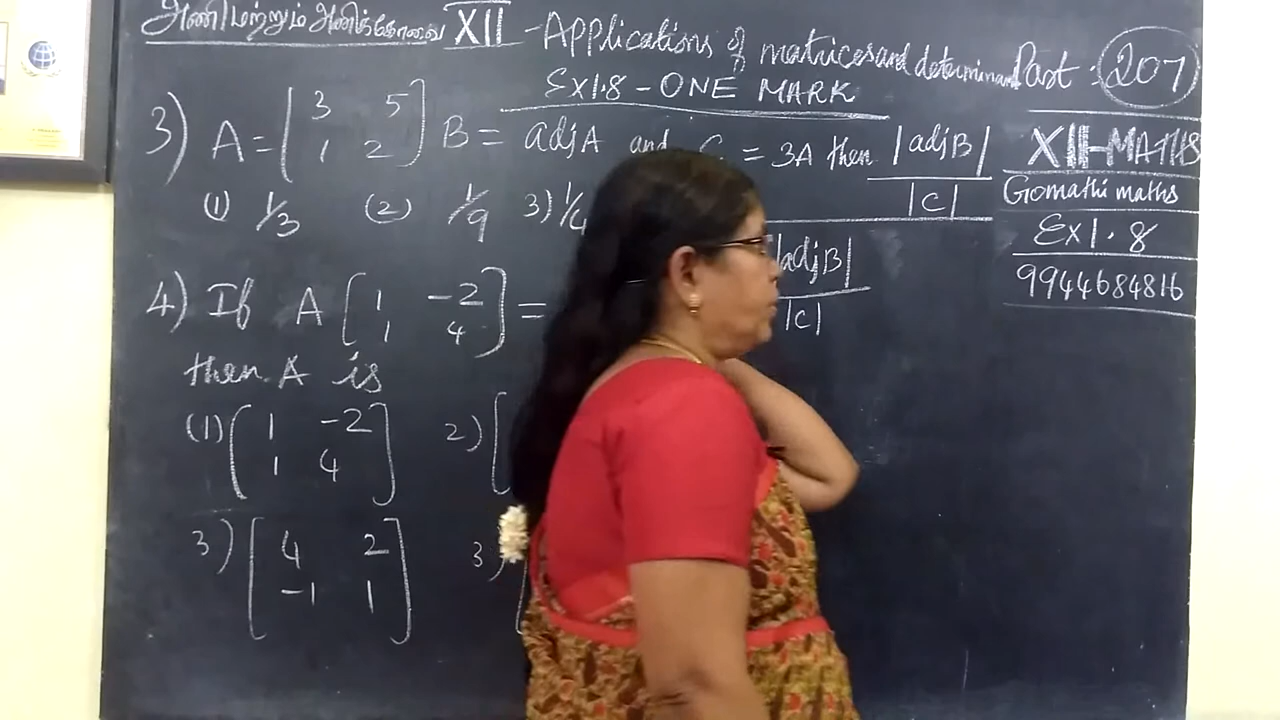 அணி மற்றும் அணிக்கோவை XII - Applications of matrices and determinant Part : 207
Ex 1.8 - ONE MARK
3) A = [3 5 B = adj A and C = 3A then |adj B|
1 2] |C|
(1) 1/3 (2) 1/9 3) 1/4
|adj B|
|C|
4) If A [1 -2
1 4] =
then A is
(1) [1 -2 2) [
1 4]
3) [4 2 3)
-1 1]
XII-MATHS
Gomathi maths
Ex 1.8
9944684816